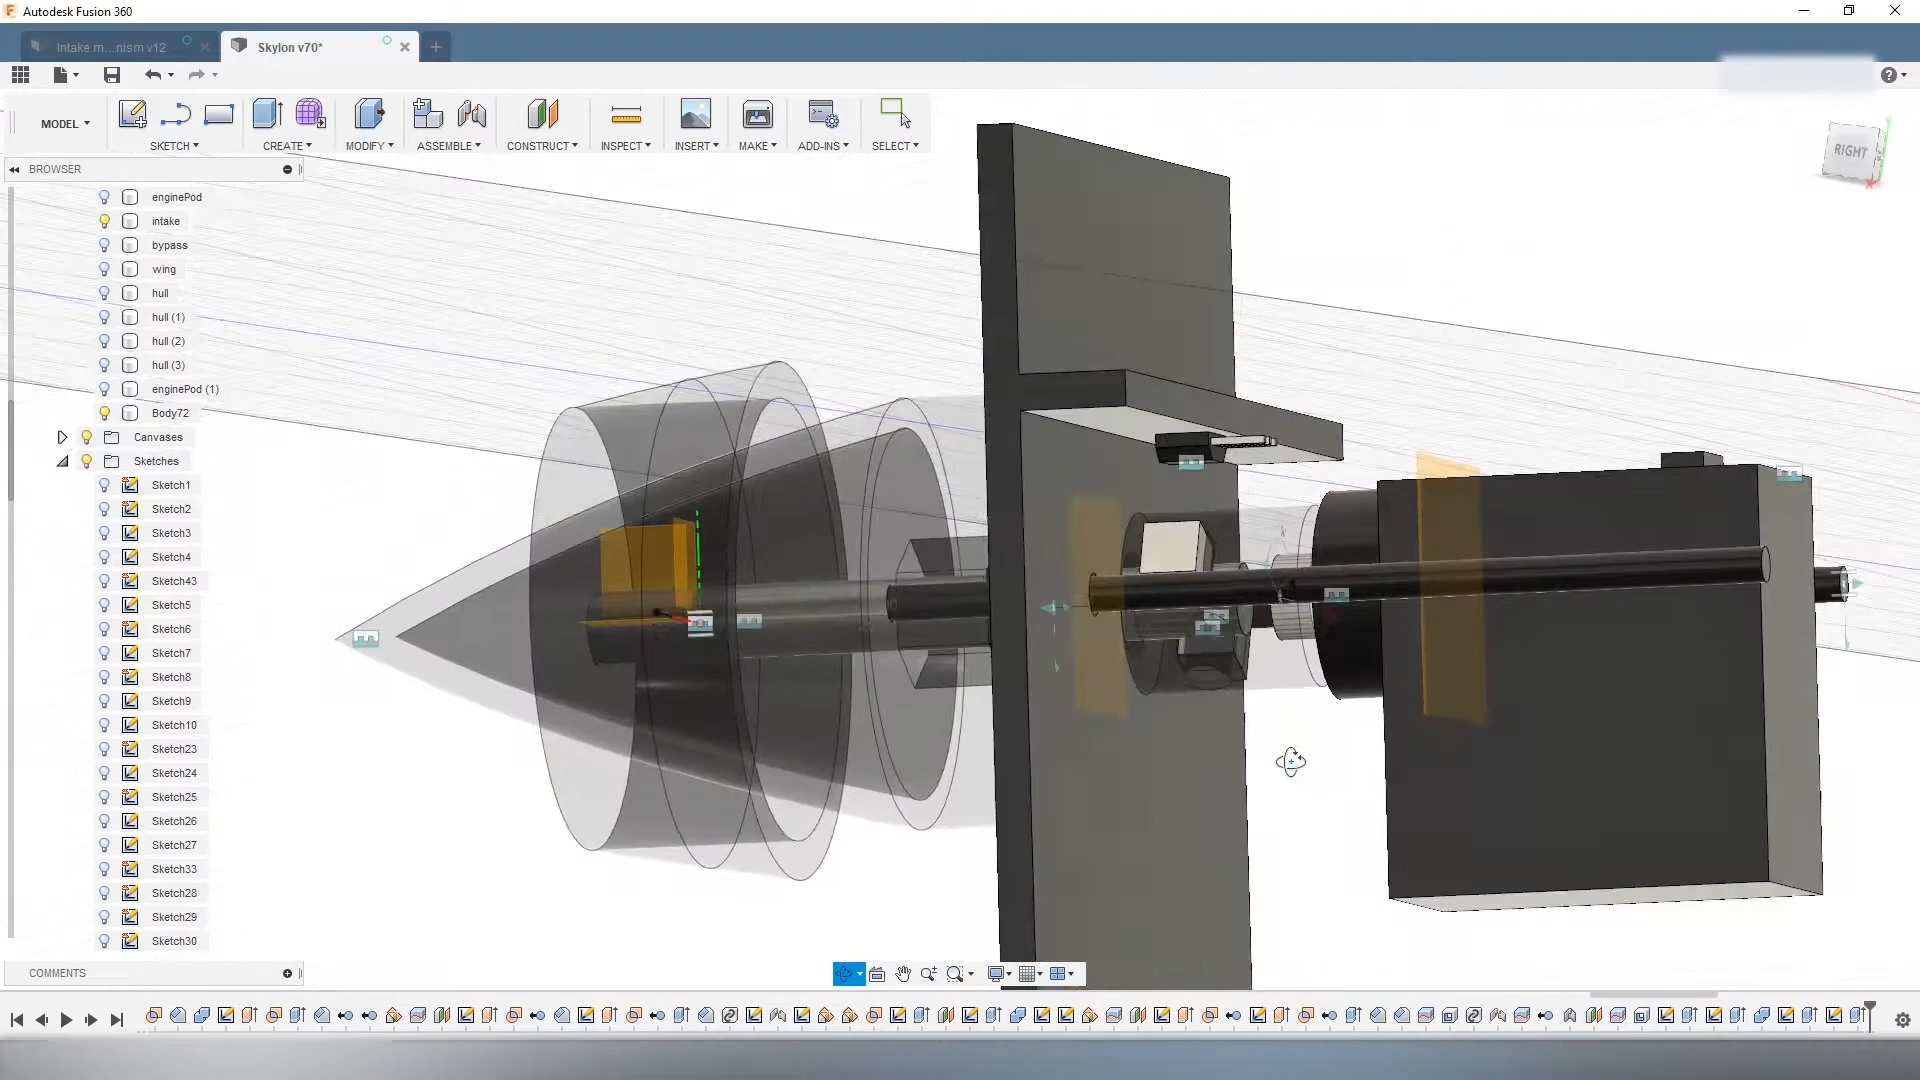 Autodesk Fusion 360
Intake m...nism v12
Skylon v70*
MODEL
SKETCH
CREATE
MODIFY
ASSEMBLE
CONSTRUCT
INSPECT
INSERT
MAKE
ADD-INS
SELECT
RIGHT
BROWSER
enginePod
intake
bypass
wing
hull
hull (1)
hull (2)
hull (3)
enginePod (1)
Body72
Canvases
Sketches
Sketch1
Sketch2
Sketch3
Sketch4
Sketch43
Sketch5
Sketch6
Sketch7
Sketch8
Sketch9
Sketch10
Sketch23
Sketch24
Sketch25
Sketch26
Sketch27
Sketch33
Sketch28
Sketch29
Sketch30
COMMENTS